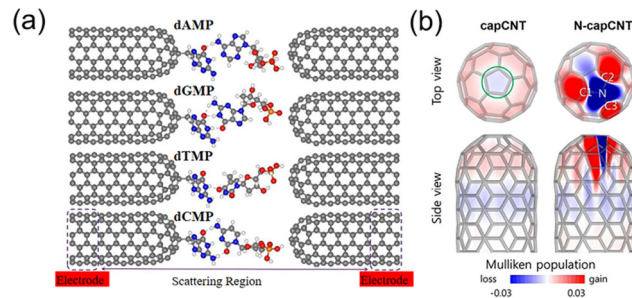 (a)
dAMP
dGMP
dTMP
dCMP
Electrode
Scattering Region
Electrode
(b)
capCNT
N-capCNT
Top view
C2
C1
N
C3
Side view
Mulliken population
loss
gain
-0.03
0.03